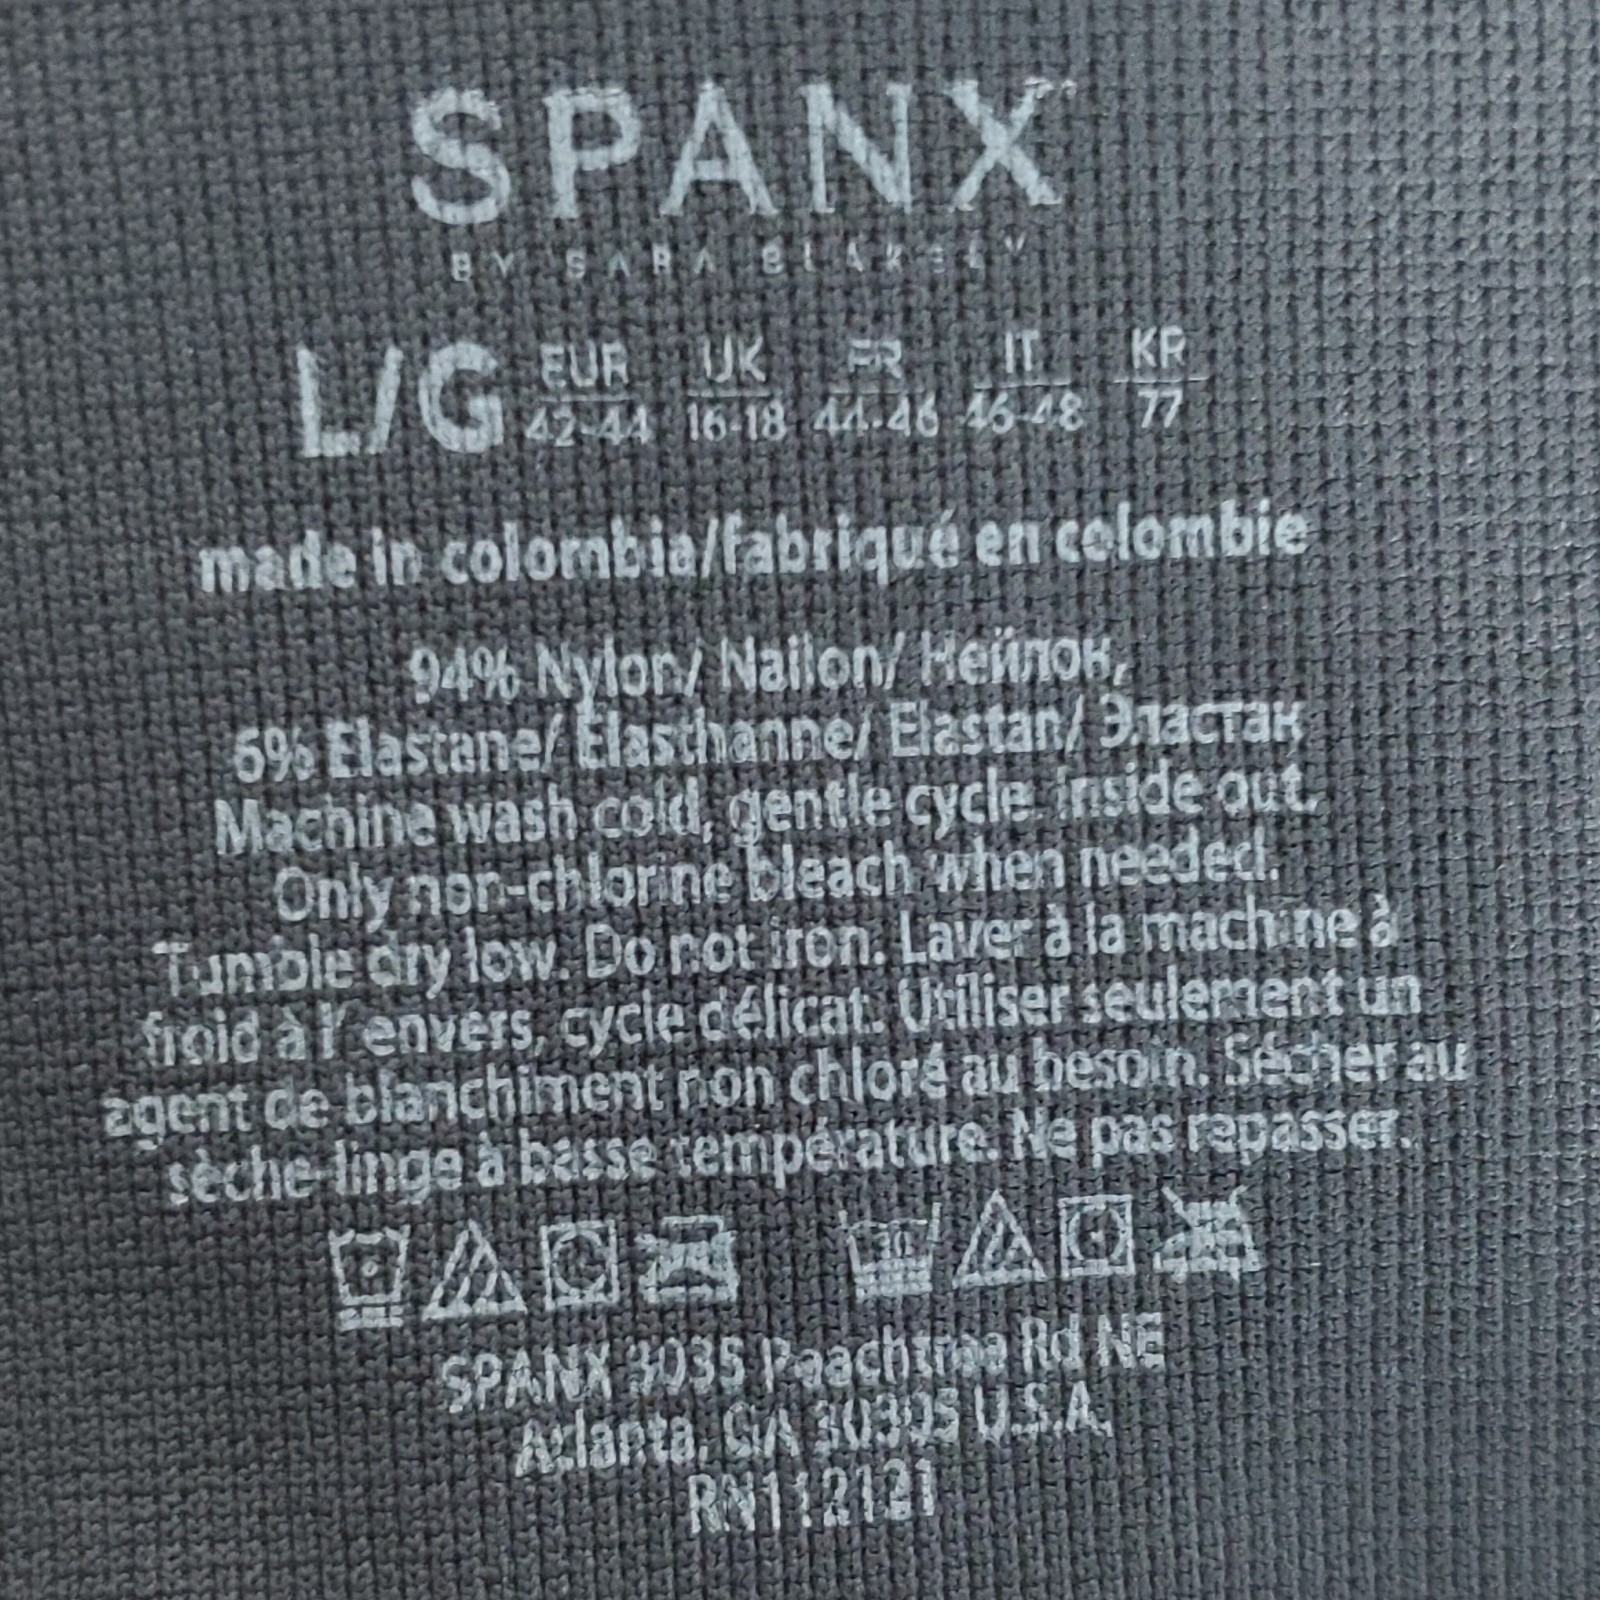 SPANX™
BY SARA BLAKELY
L/G EUR 42-44 UK 16-18 FR 44-46 IT 46-48 KR 77
made in colombia/fabriqué en colombie
94% Nylon/ Nailon/ Нейлон,
6% Elastane/ Élasthanne/ Elastan/ Эластан
Machine wash cold, gentle cycle inside out.
Only non-chlorine bleach when needed.
Tumble dry low. Do not iron. Laver à la machine à
froid à l' envers, cycle délicat. Utiliser seulement un
agent de blanchiment non chloré au besoin. Sécher au
sèche-linge à basse température. Ne pas repasser.
30
SPANX 3035 Peachtree Rd NE
Atlanta, GA 30305 U.S.A.
RN112121